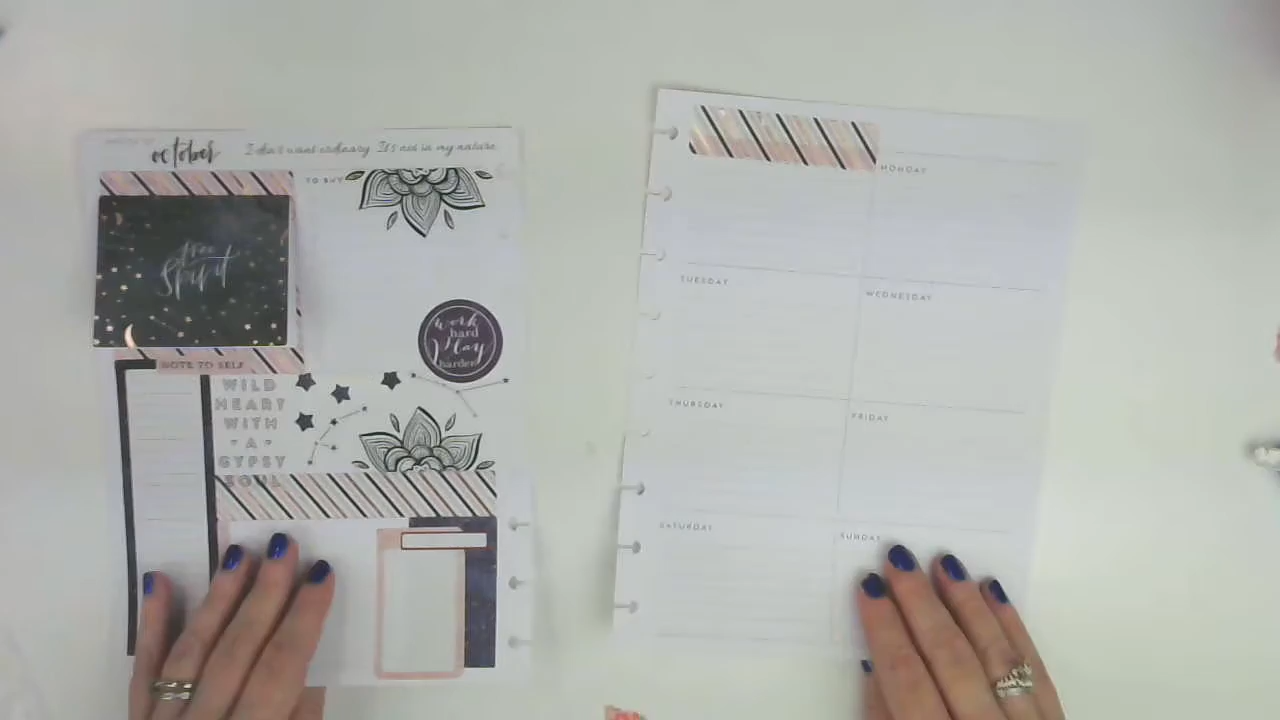 october
I don't want ordinary. It's not in my nature.
TO BUY
free
Spirit
work
hard
Play
harder
NOTE TO SELF
WILD
HEART
WITH
- A -
GYPSY
SOUL
MONDAY
TUESDAY
WEDNESDAY
THURSDAY
FRIDAY
SATURDAY
SUNDAY